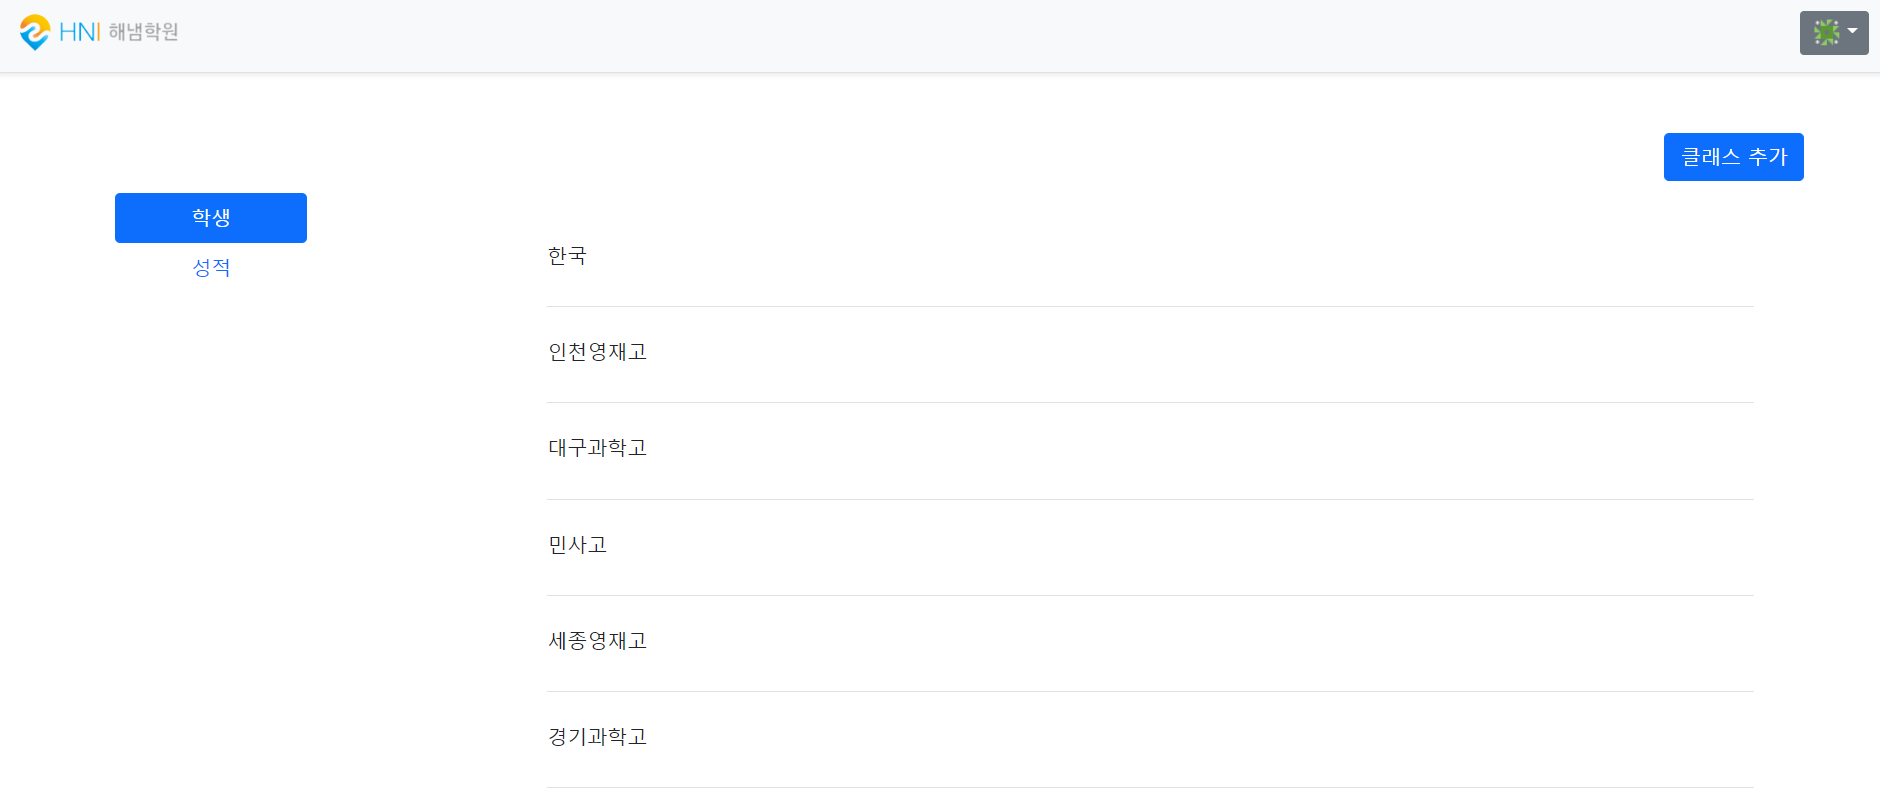 HNI 해냄학원
클래스 추가
학생
성적
한국
인천영재고
대구과학고
민사고
세종영재고
경기과학고